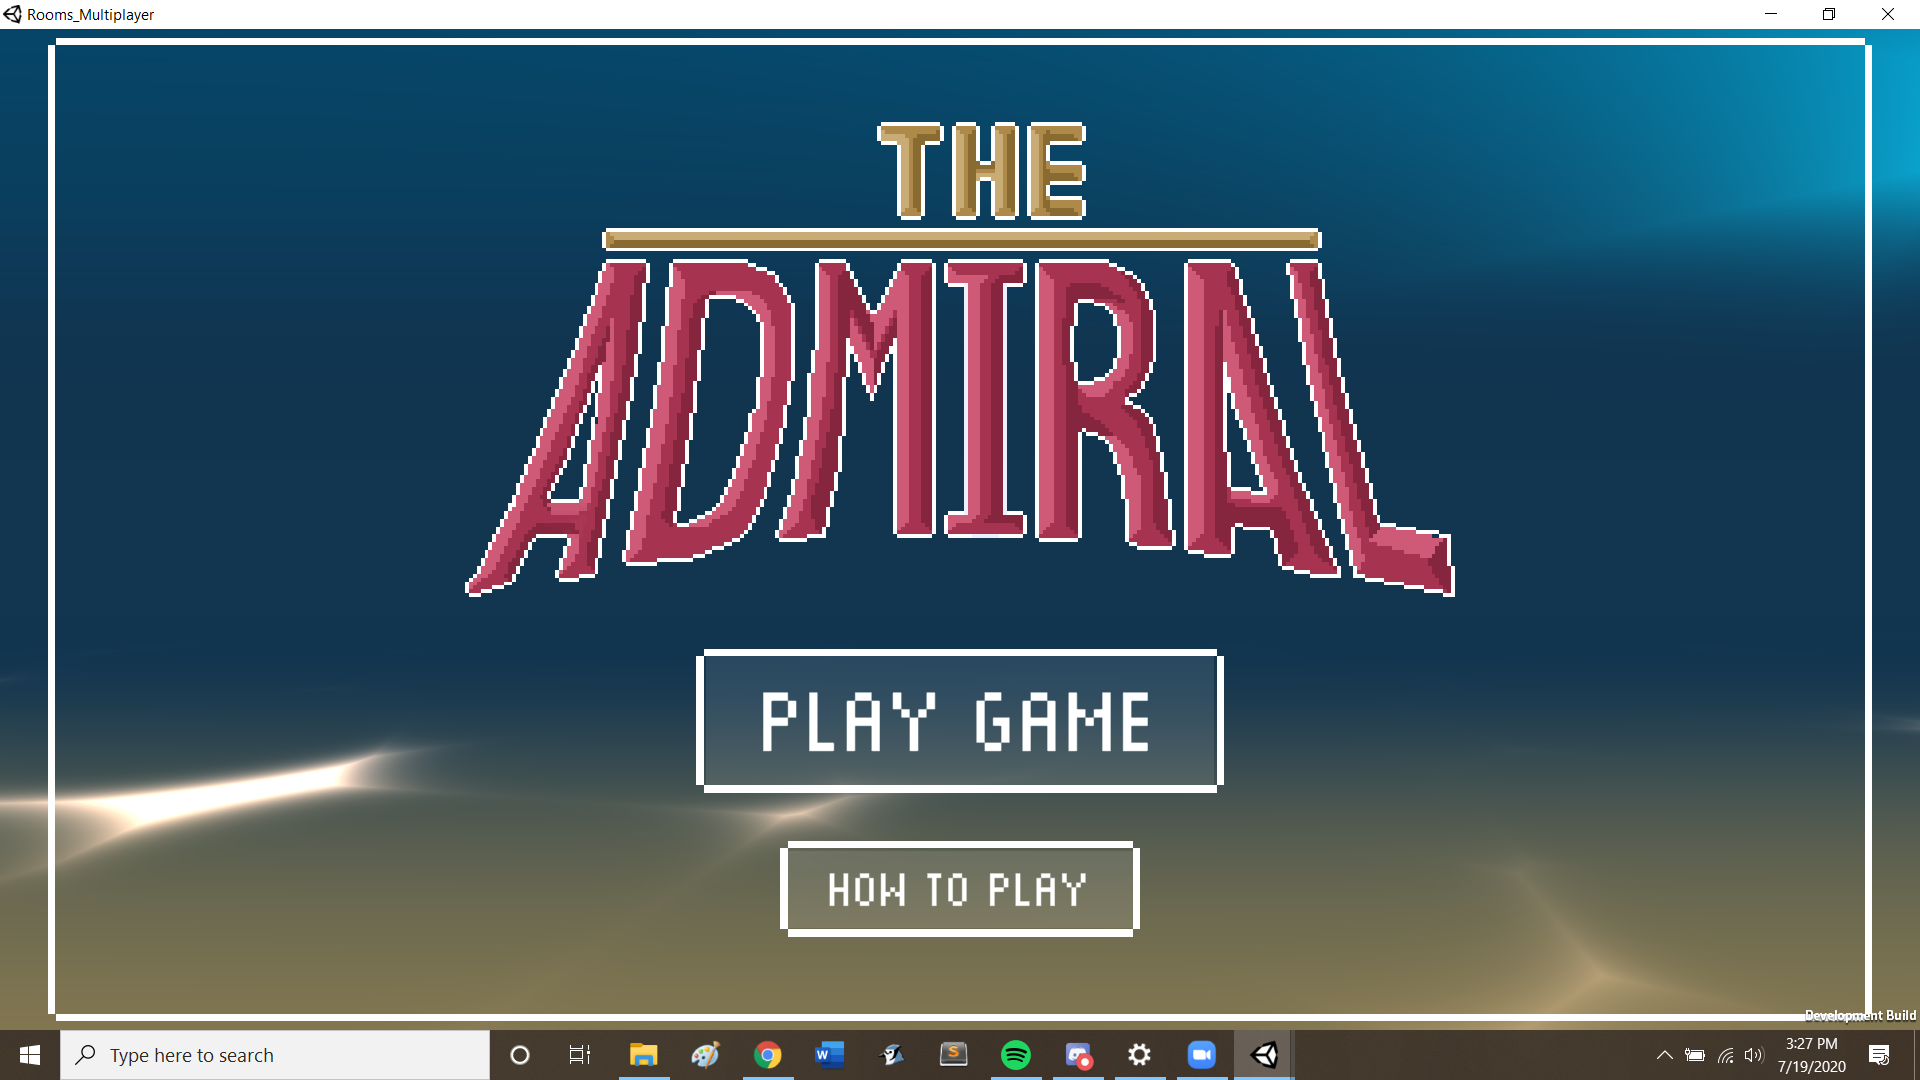 Rooms_Multiplayer
THE
ADMIRAL
PLAY GAME
HOW TO PLAY
Development Build
Type here to search
3:27 PM
7/19/2020